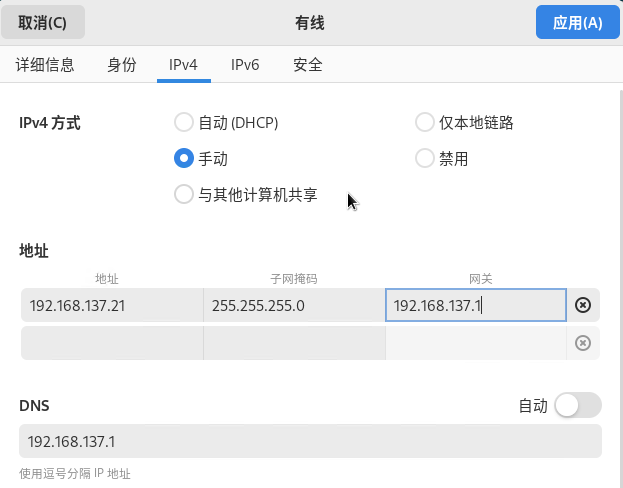 取消(C) 有线 应用(A)
详细信息 身份 IPv4 IPv6 安全
IPv4 方式 自动 (DHCP) 仅本地链路
手动 禁用
与其他计算机共享
地址
地址 子网掩码 网关
192.168.137.21 255.255.255.0 192.168.137.1
DNS 自动
192.168.137.1
使用逗号分隔 IP 地址